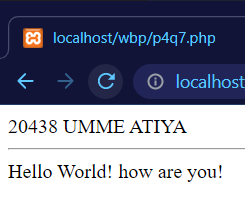 localhost/wbp/p4q7.php
localhost
20438 UMME ATIYA
Hello World! how are you!